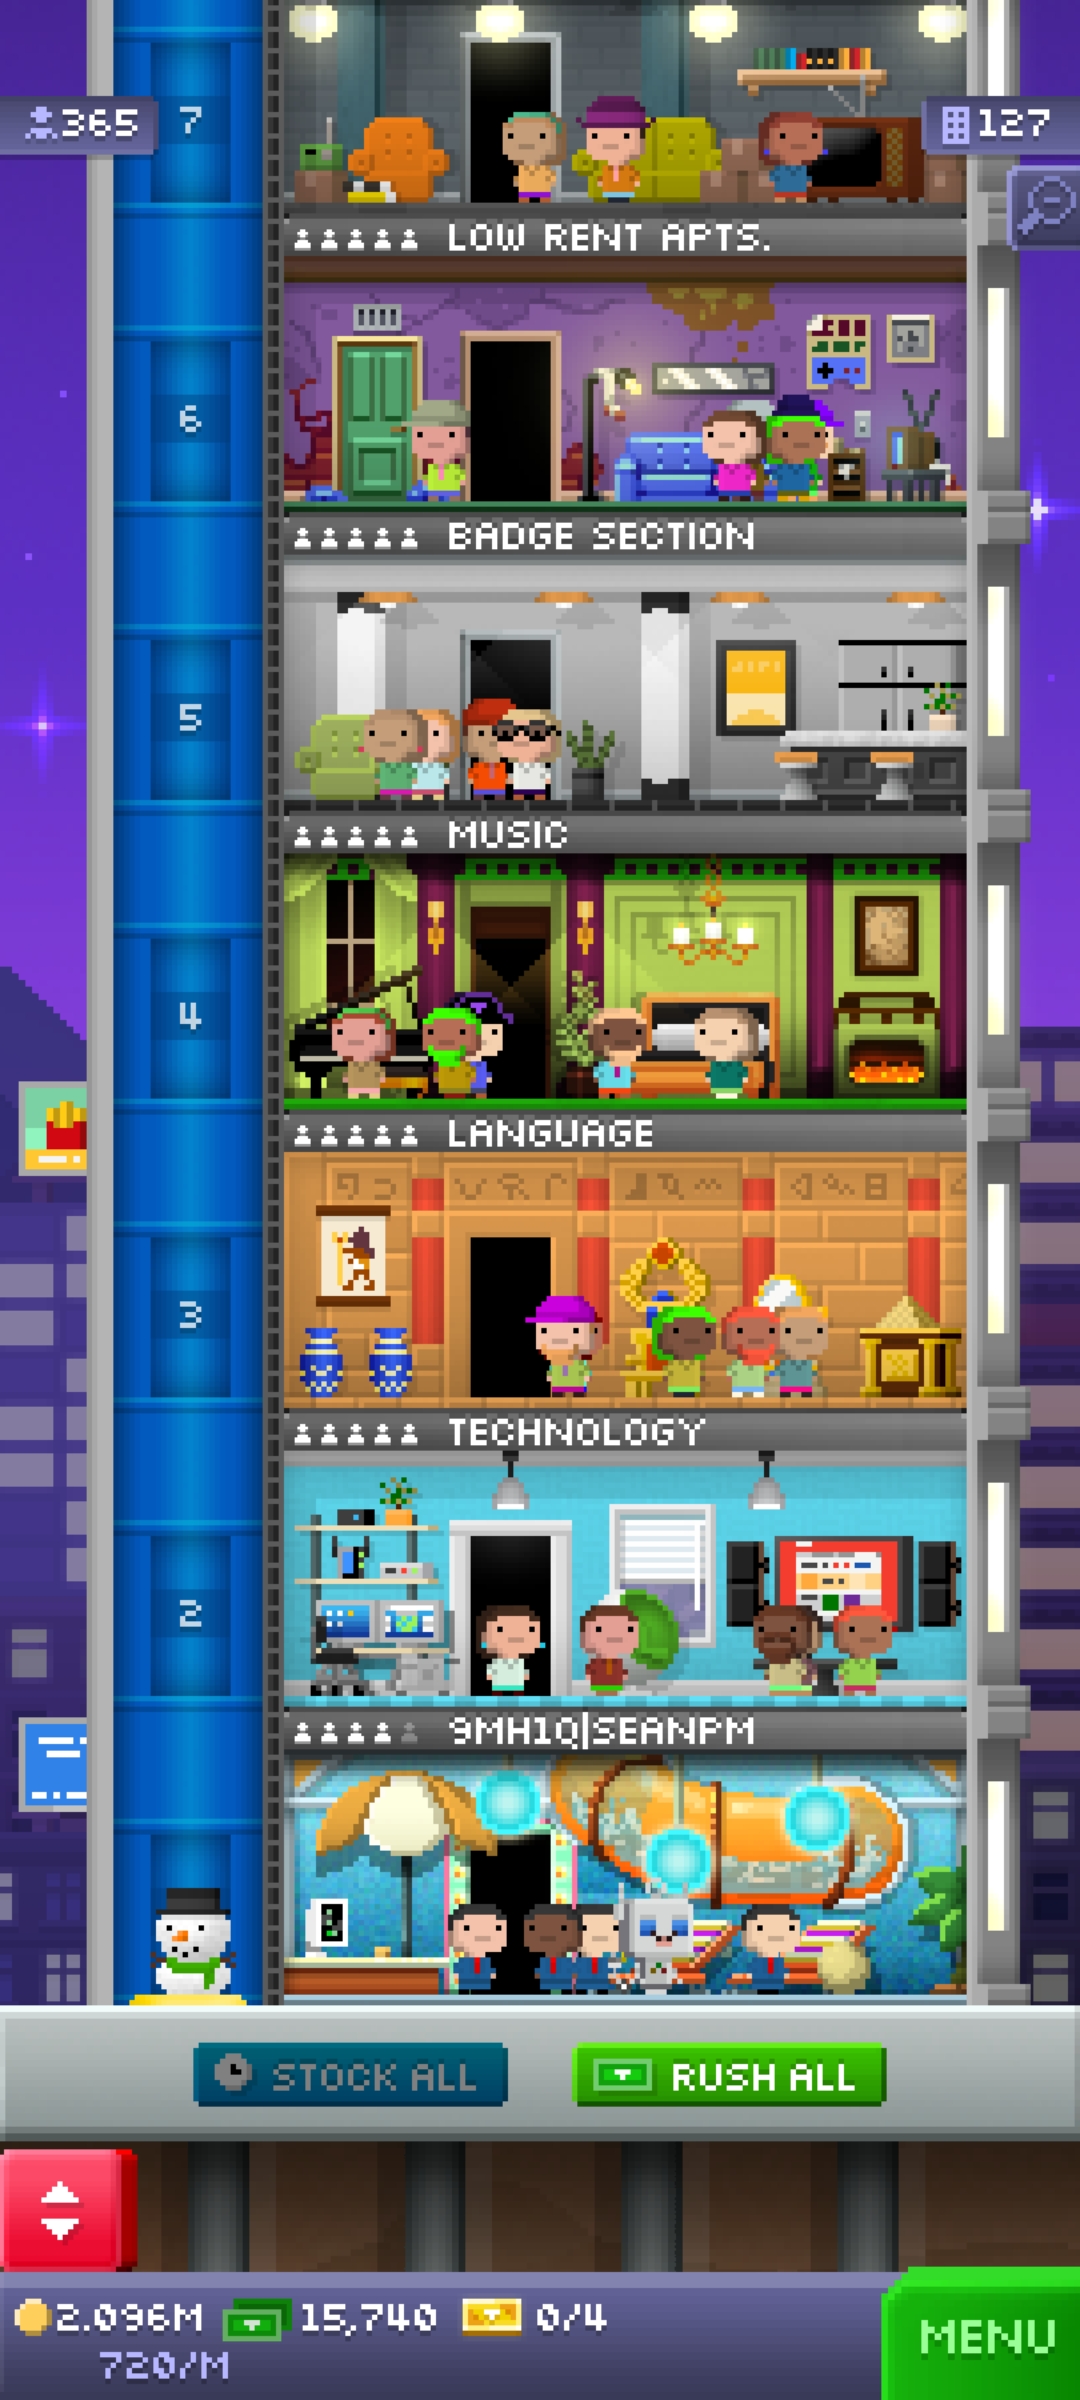 365
7
127
LOW RENT APTS.
6
BADGE SECTION
5
MUSIC
4
LANGUAGE
3
TECHNOLOGY
2
9MH1Q|SEANPM
STOCK ALL
RUSH ALL
2.096M 15,740 0/4
720/M
MENU